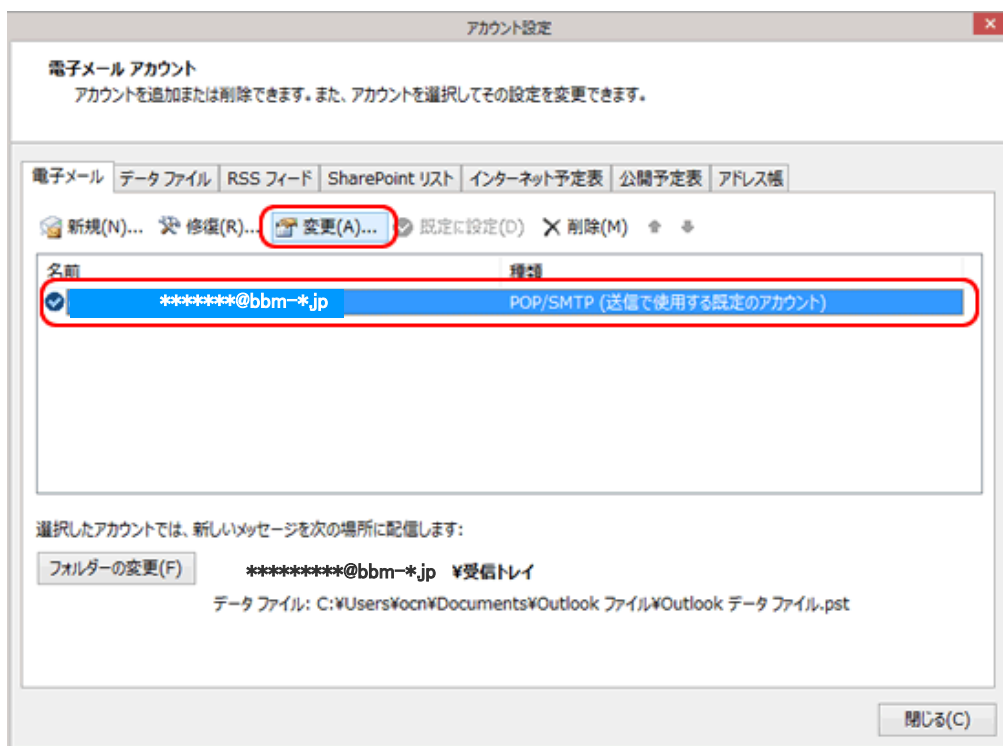 アカウント設定
電子メール アカウント
アカウントを追加または削除できます。また、アカウントを選択してその設定を変更できます。
電子メール データ ファイル RSS フィード SharePoint リスト インターネット予定表 公開予定表 アドレス帳
新規(N)... 修復(R)... 変更(A)... 既定に設定(D) 削除(M)
名前 種類
*******@bbm-*.jp POP/SMTP (送信で使用する既定のアカウント)
選択したアカウントでは、新しいメッセージを次の場所に配信します:
フォルダーの変更(F) *********@bbm-*.jp ¥受信トレイ
データ ファイル: C:¥Users¥ocn¥Documents¥Outlook ファイル¥Outlook データ ファイル.pst
閉じる(C)